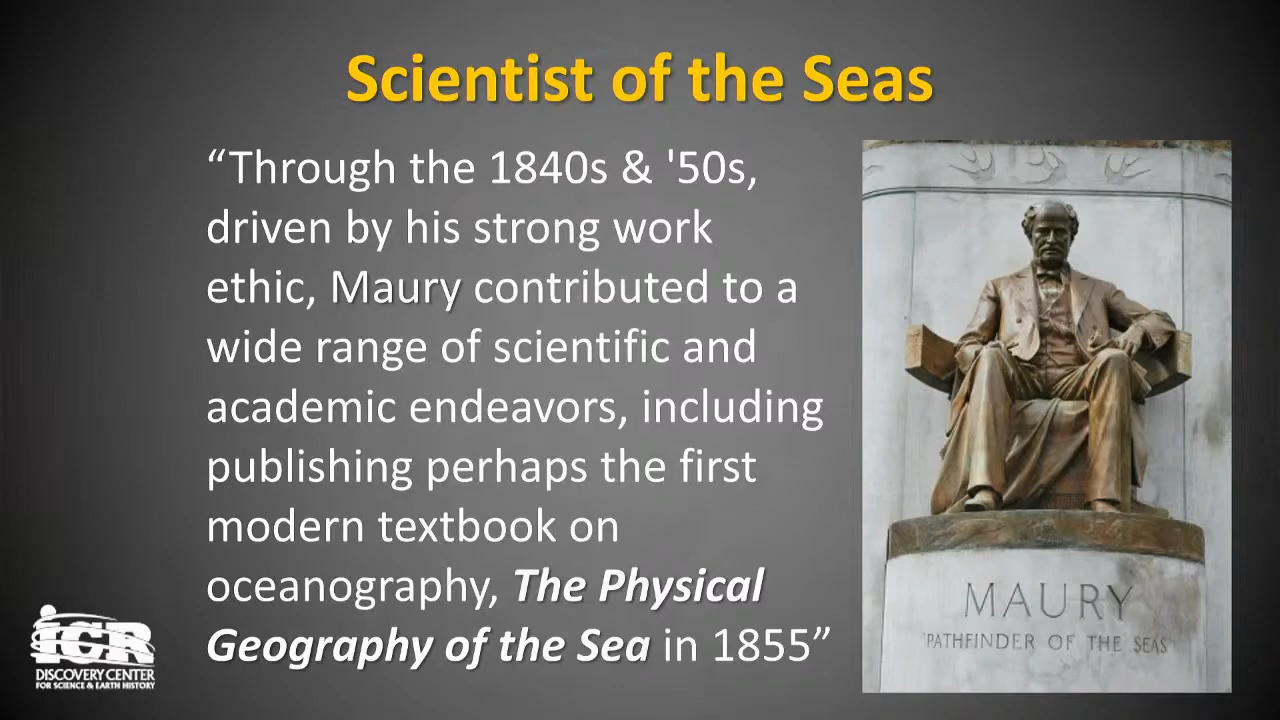 Scientist of the Seas
“Through the 1840s & '50s,
driven by his strong work
ethic, Maury contributed to a
wide range of scientific and
academic endeavors, including
publishing perhaps the first
modern textbook on
oceanography, The Physical
Geography of the Sea in 1855”
MAURY
"PATHFINDER OF THE SEAS"
ICR
DISCOVERY CENTER
FOR SCIENCE & EARTH HISTORY